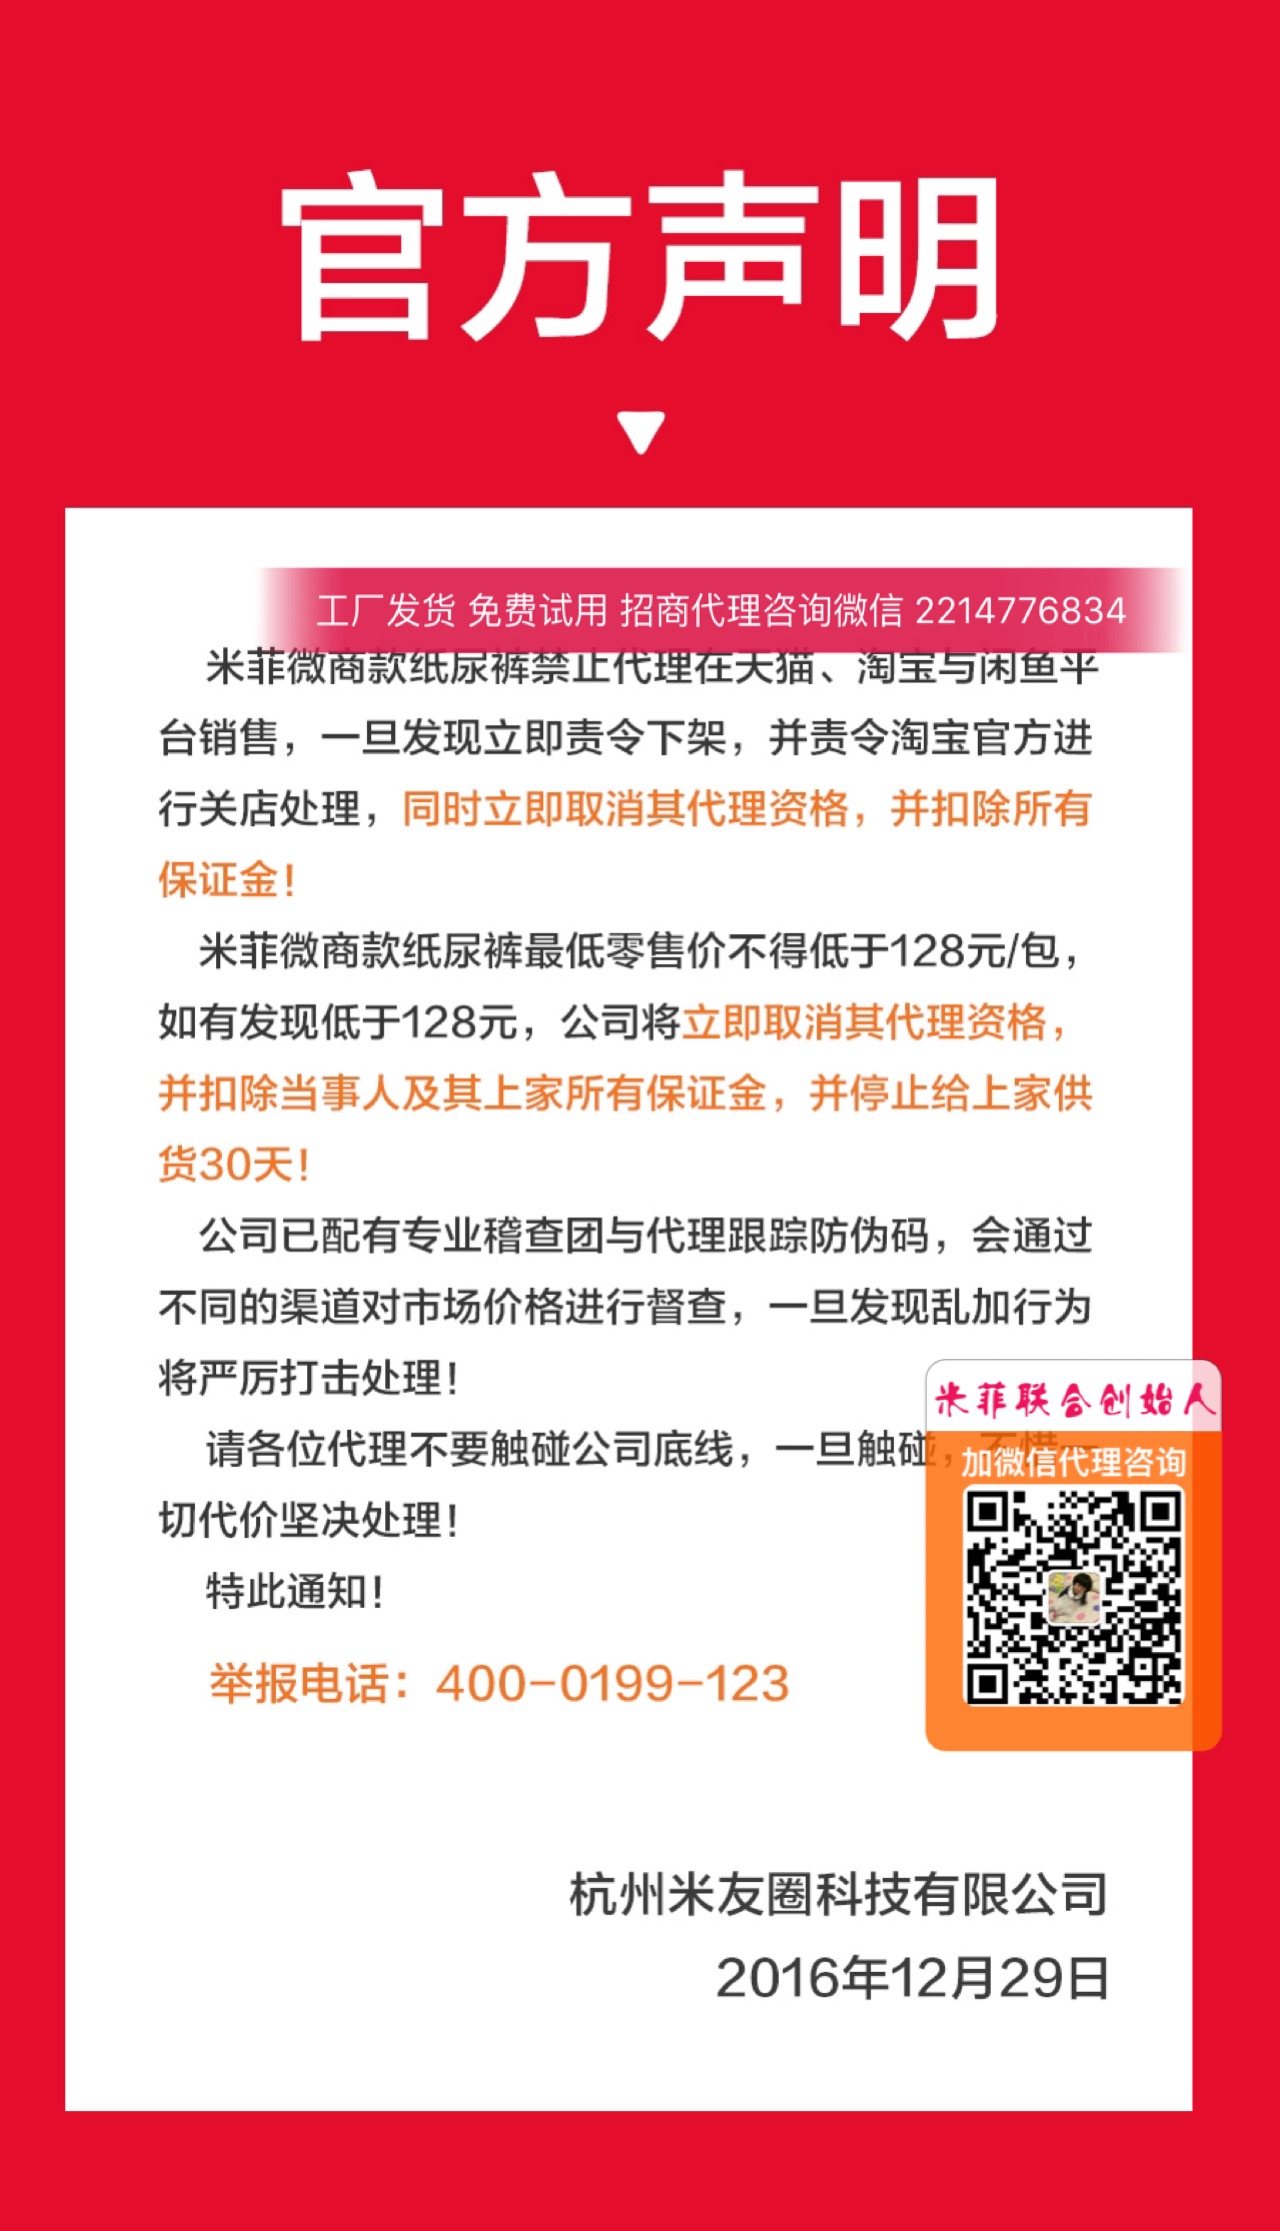 官方声明
工厂发货 免费试用 招商代理咨询微信 2214776834
米菲微商款纸尿裤禁止代理在天猫、淘宝与闲鱼平
台销售，一旦发现立即责令下架，并责令淘宝官方进
行关店处理，同时立即取消其代理资格，并扣除所有
保证金！
米菲微商款纸尿裤最低零售价不得低于128元/包，
如有发现低于128元，公司将立即取消其代理资格，
并扣除当事人及其上家所有保证金，并停止给上家供
货30天！
公司已配有专业稽查团与代理跟踪防伪码，会通过
不同的渠道对市场价格进行督查，一旦发现乱加行为
将严厉打击处理！
请各位代理不要触碰公司底线，一旦触碰，
切代价坚决处理！
特此通知！
举报电话：400-0199-123
米菲联合创始人
加微信代理咨询
杭州米友圈科技有限公司
2016年12月29日